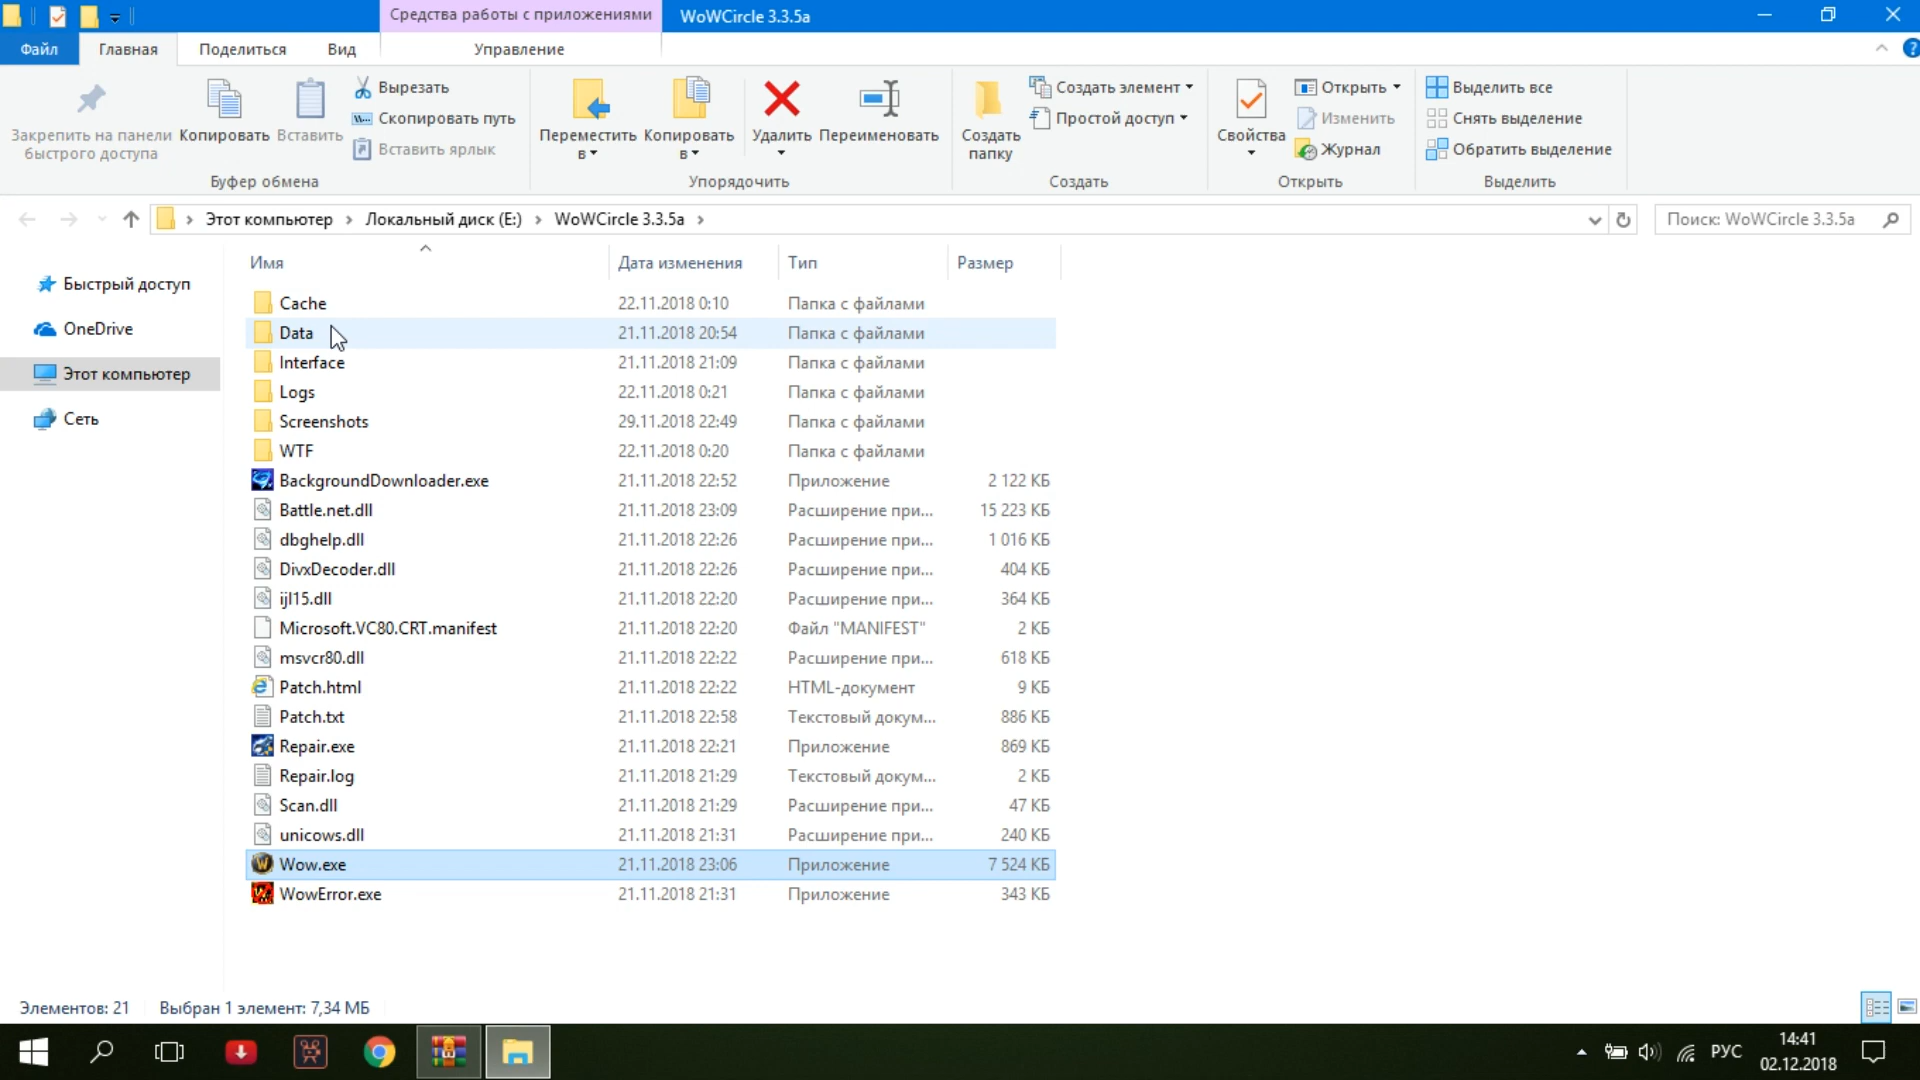 Средства работы с приложениями
WoWCircle 3.3.5a
Файл
Главная
Поделиться
Вид
Управление
Закрепить на панели
быстрого доступа
Копировать
Вставить
Вырезать
Скопировать путь
Вставить ярлык
Буфер обмена
Переместить
в
Копировать
в
Удалить
Переименовать
Упорядочить
Создать
папку
Создать элемент
Простой доступ
Создать
Свойства
Открыть
Изменить
Журнал
Открыть
Выделить все
Снять выделение
Обратить выделение
Выделить
Этот компьютер › Локальный диск (E:) › WoWCircle 3.3.5a ›
Поиск: WoWCircle 3.3.5a
Быстрый доступ
OneDrive
Этот компьютер
Сеть
Имя Дата изменения Тип Размер
Cache 22.11.2018 0:10 Папка с файлами
Data 21.11.2018 20:54 Папка с файлами
Interface 21.11.2018 21:09 Папка с файлами
Logs 22.11.2018 0:21 Папка с файлами
Screenshots 29.11.2018 22:49 Папка с файлами
WTF 22.11.2018 0:20 Папка с файлами
BackgroundDownloader.exe 21.11.2018 22:52 Приложение 2 122 КБ
Battle.net.dll 21.11.2018 23:09 Расширение при... 15 223 КБ
dbghelp.dll 21.11.2018 22:26 Расширение при... 1 016 КБ
DivxDecoder.dll 21.11.2018 22:26 Расширение при... 404 КБ
ijl15.dll 21.11.2018 22:20 Расширение при... 364 КБ
Microsoft.VC80.CRT.manifest 21.11.2018 22:20 Файл "MANIFEST" 2 КБ
msvcr80.dll 21.11.2018 22:22 Расширение при... 618 КБ
Patch.html 21.11.2018 22:22 HTML-документ 9 КБ
Patch.txt 21.11.2018 22:58 Текстовый докум... 886 КБ
Repair.exe 21.11.2018 22:21 Приложение 869 КБ
Repair.log 21.11.2018 21:29 Текстовый докум... 2 КБ
Scan.dll 21.11.2018 21:29 Расширение при... 47 КБ
unicows.dll 21.11.2018 21:31 Расширение при... 240 КБ
Wow.exe 21.11.2018 23:06 Приложение 7 524 КБ
WowError.exe 21.11.2018 21:31 Приложение 343 КБ
Элементов: 21 Выбран 1 элемент: 7,34 МБ
РУС
14:41
02.12.2018